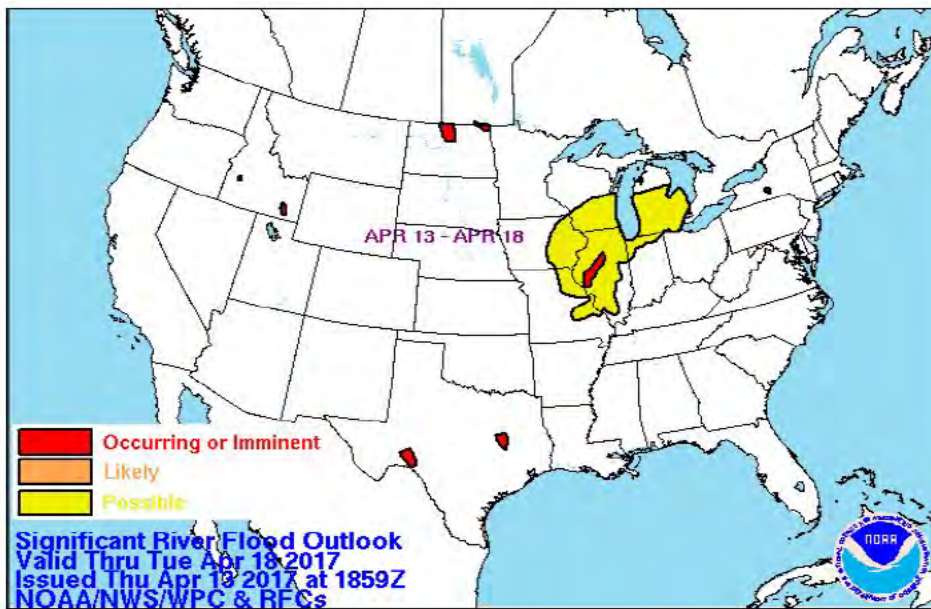 APR 13 - APR 18
Occurring or Imminent
Likely
Possible
Significant River Flood Outlook
Valid Thru Tue Apr 18 2017
Issued Thu Apr 13 2017 at 1859Z
NOAA/NWS/WPC & RFCs
NOAA